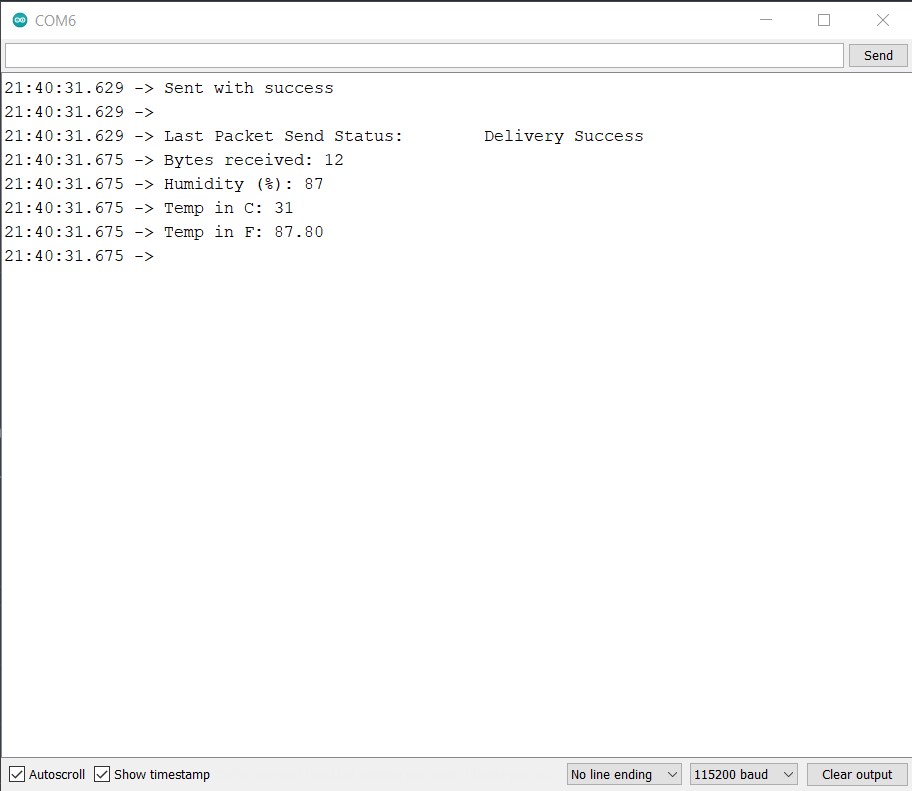 COM6
Send
21:40:31.629 -> Sent with success
21:40:31.629 ->
21:40:31.629 -> Last Packet Send Status:        Delivery Success
21:40:31.675 -> Bytes received: 12
21:40:31.675 -> Humidity (%): 87
21:40:31.675 -> Temp in C: 31
21:40:31.675 -> Temp in F: 87.80
21:40:31.675 ->
Autoscroll Show timestamp No line ending 115200 baud Clear output